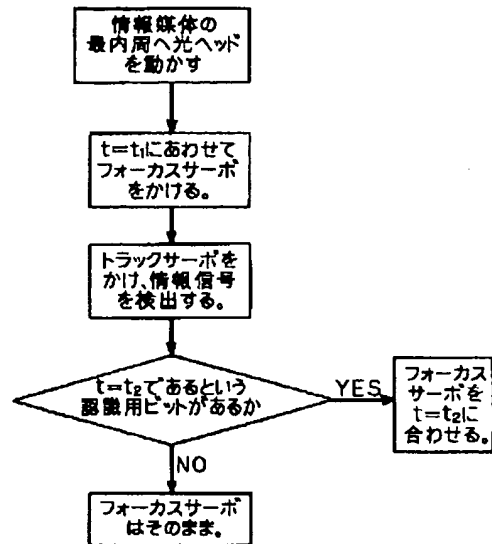 情報媒体の
最内周へ光ヘッド
を動かす
t=t₁にあわせて
フォーカスサーボ
をかける。
トラックサーボを
かけ、情報信号
を検出する。
t=t₂であるという
認識用ピットがあるか
YES
フォーカス
サーボを
t=t₂に
合わせる。
NO
フォーカスサーボ
はそのまま。